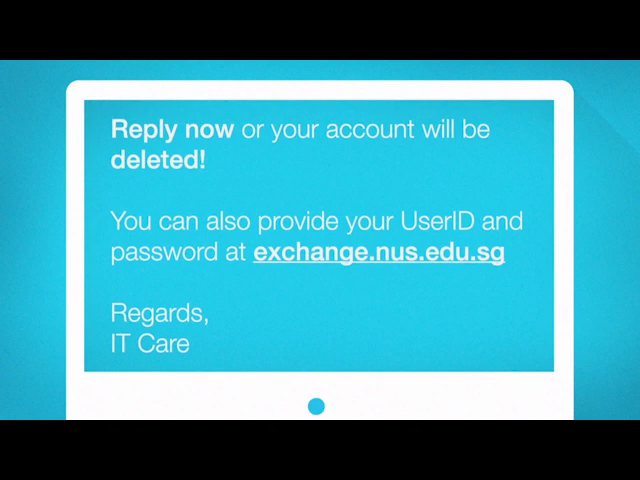 Reply now or your account will be
deleted!
You can also provide your UserID and
password at exchange.nus.edu.sg
Regards,
IT Care